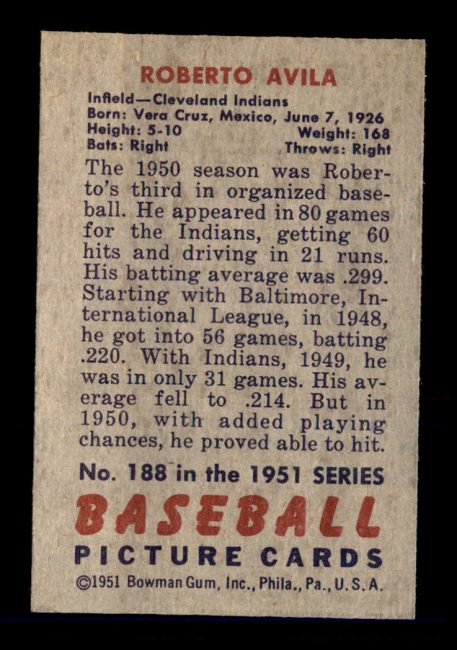 ROBERTO AVILA
Infield—Cleveland Indians
Born: Vera Cruz, Mexico, June 7, 1926
Height: 5-10 Weight: 168
Bats: Right Throws: Right
The 1950 season was Rober-
to's third in organized base-
ball. He appeared in 80 games
for the Indians, getting 60
hits and driving in 21 runs.
His batting average was .299.
Starting with Baltimore, In-
ternational League, in 1948,
he got into 56 games, batting
.220. With Indians, 1949, he
was in only 31 games. His av-
erage fell to .214. But in
1950, with added playing
chances, he proved able to hit.
No. 188 in the 1951 SERIES
BASEBALL
PICTURE CARDS
©1951 Bowman Gum, Inc., Phila., Pa., U.S.A.